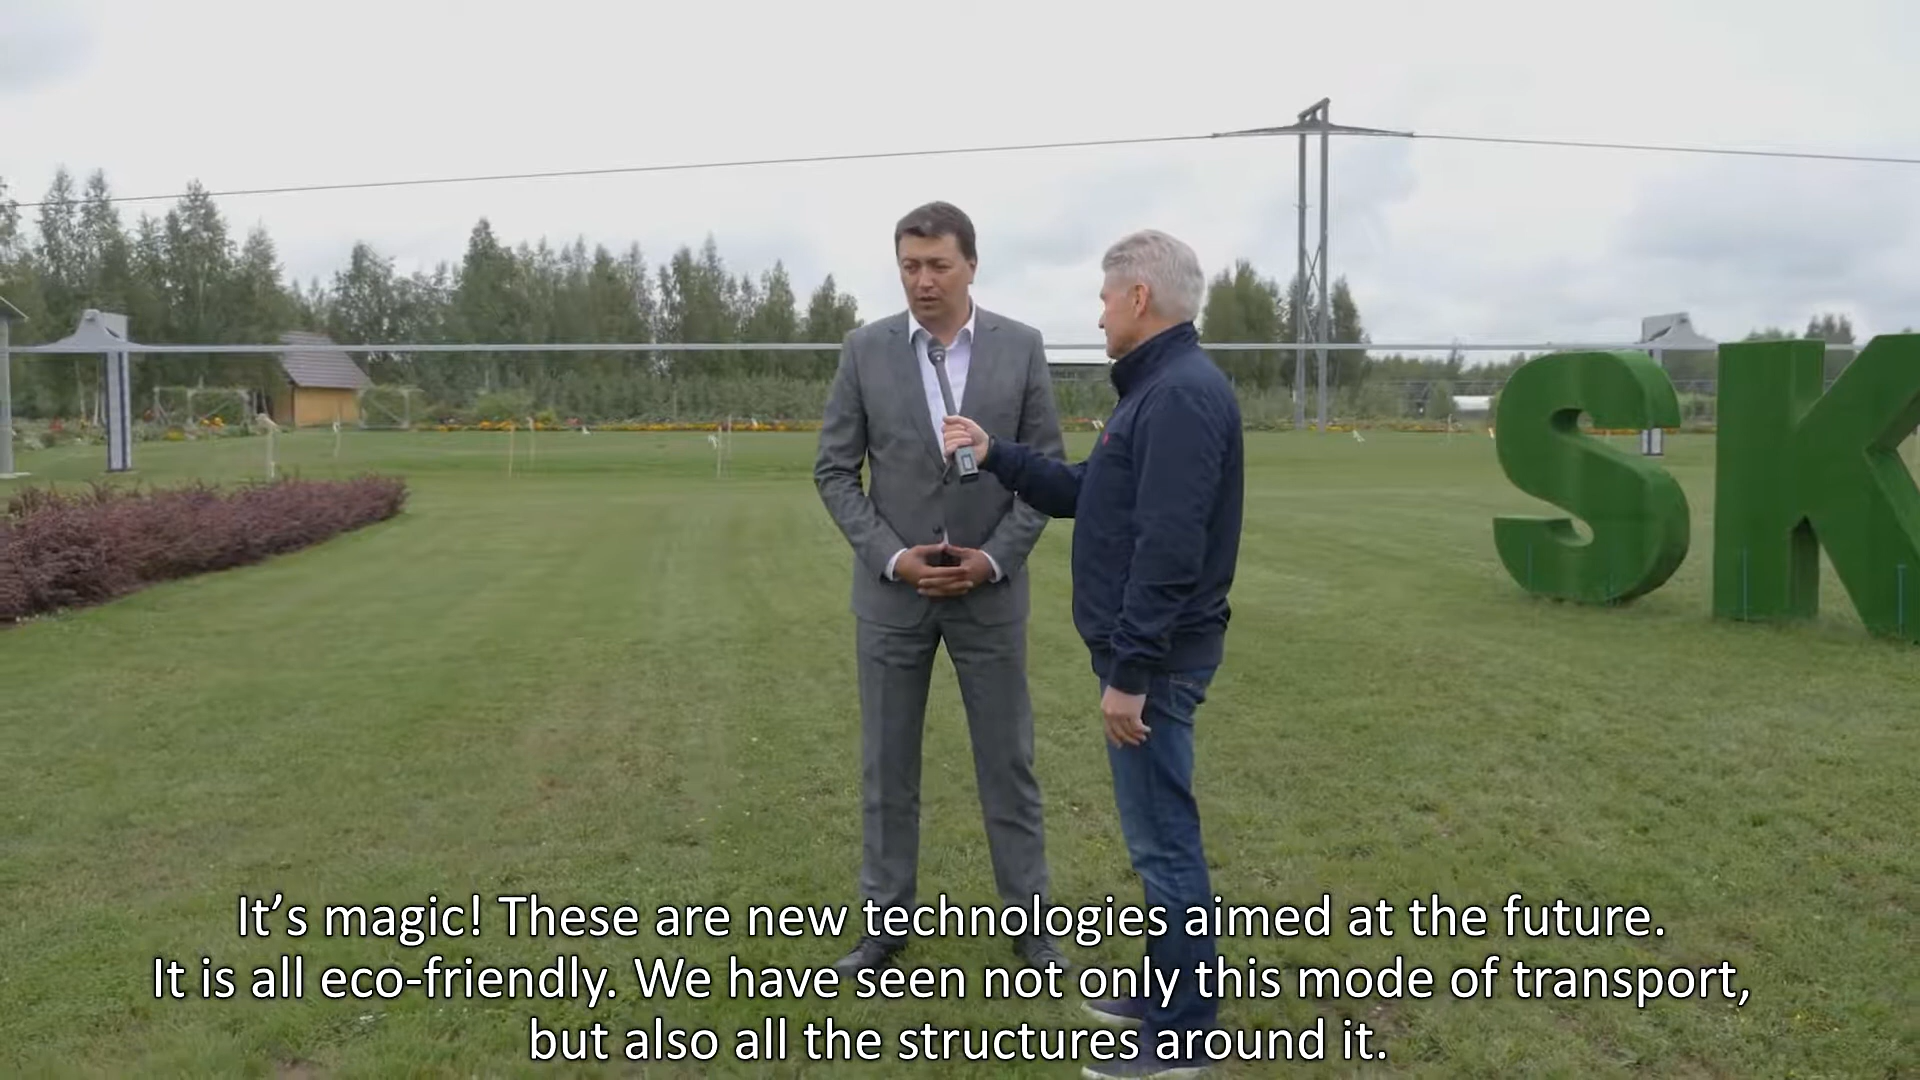 SK
It's magic! These are new technologies aimed at the future.
It is all eco-friendly. We have seen not only this mode of transport,
but also all the structures around it.